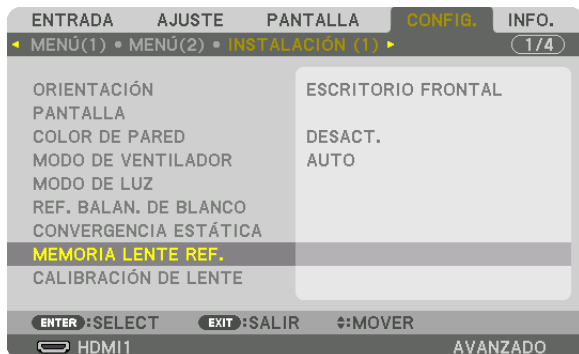 ENTRADA AJUSTE PANTALLA CONFIG. INFO.
MENÚ(1) • MENÚ(2) • INSTALACIÓN (1) 1/4
ORIENTACIÓN ESCRITORIO FRONTAL
PANTALLA
COLOR DE PARED DESACT.
MODO DE VENTILADOR AUTO
MODO DE LUZ
REF. BALAN. DE BLANCO
CONVERGENCIA ESTÁTICA
MEMORIA LENTE REF.
CALIBRACIÓN DE LENTE
ENTER :SELECT EXIT :SALIR :MOVER
HDMI1 AVANZADO